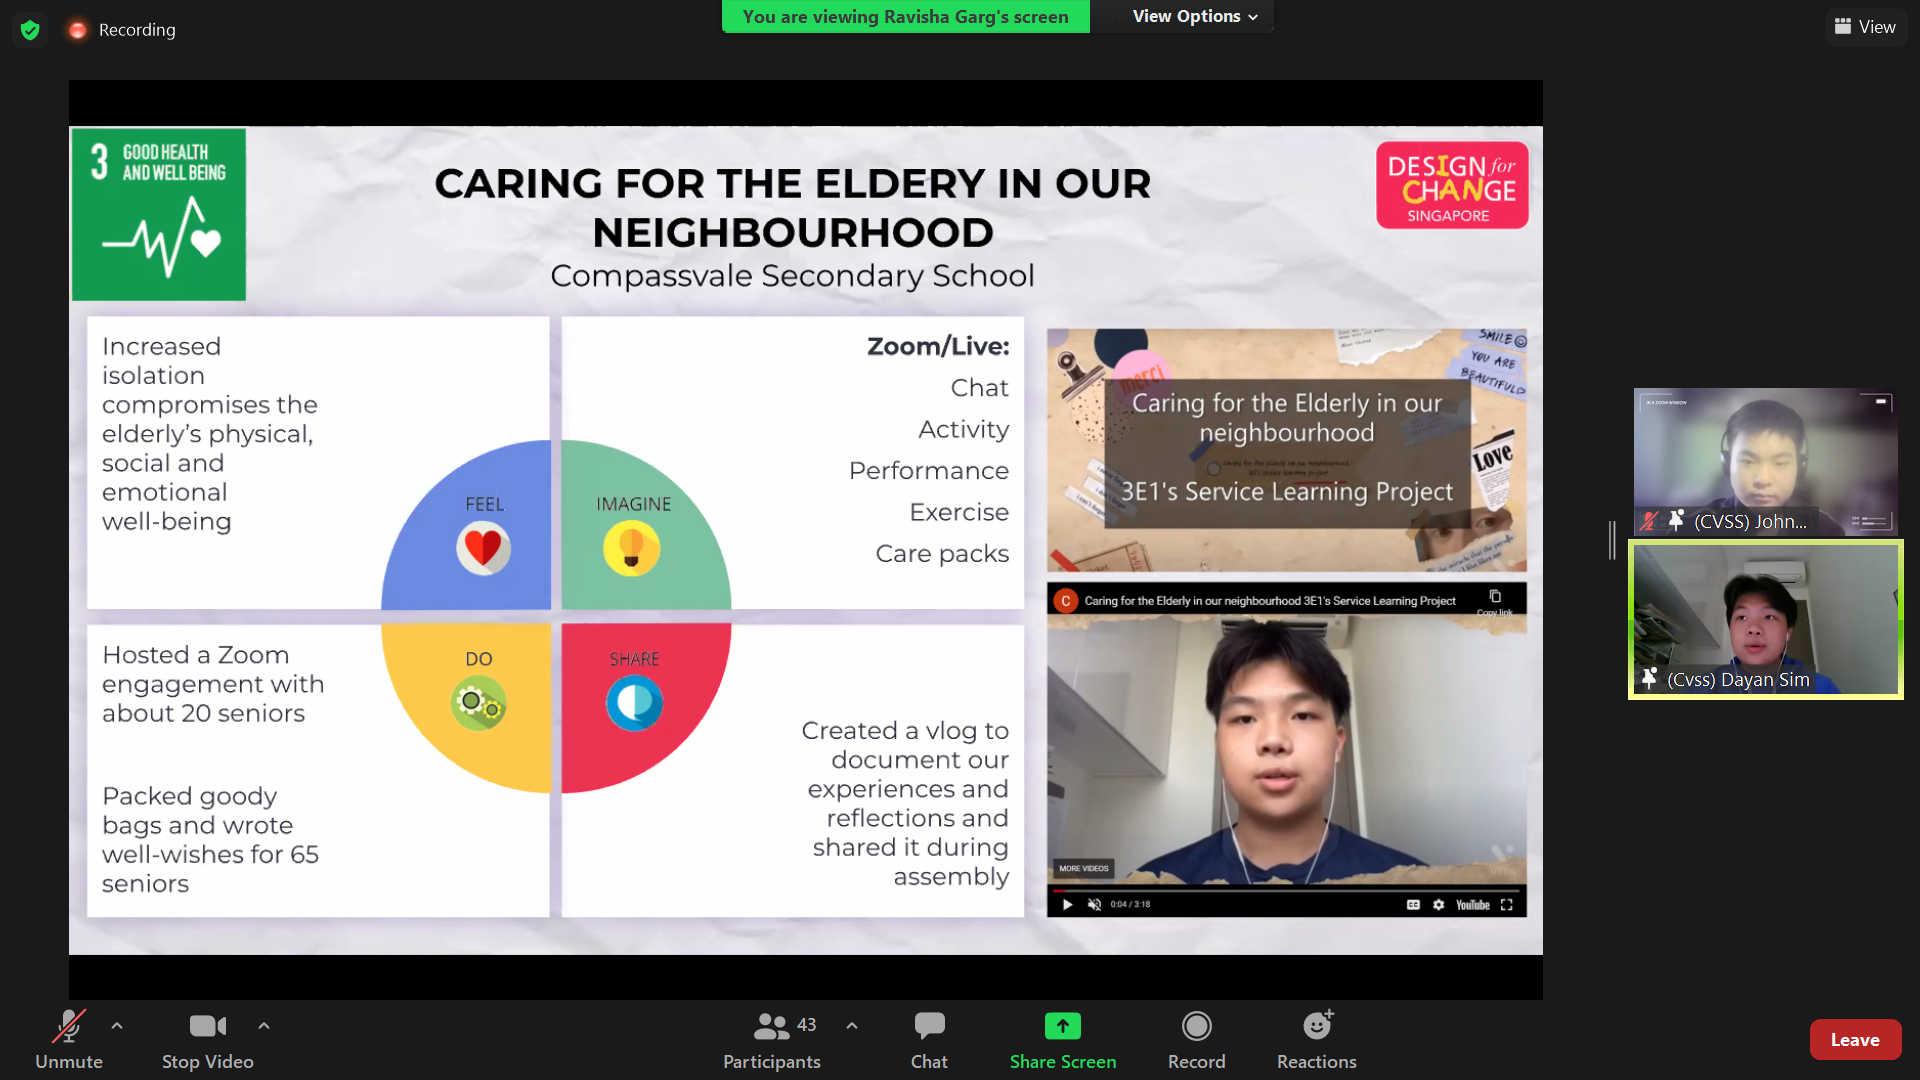 Recording
You are viewing Ravisha Garg's screen
View Options
View
3 GOOD HEALTH
AND WELL BEING
CARING FOR THE ELDERY IN OUR
NEIGHBOURHOOD
Compassvale Secondary School
DESIGN for
CHANGE
SINGAPORE
Increased
isolation
compromises the
elderly's physical,
social and
emotional
well-being
FEEL
Zoom/Live:
Chat
Activity
Performance
Exercise
Care packs
IMAGINE
Hosted a Zoom
engagement with
about 20 seniors
Packed goody
bags and wrote
well-wishes for 65
seniors
DO
SHARE
Created a vlog to
document our
experiences and
reflections and
shared it during
assembly
SMILE
YOU ARE
BEAUTIFUL
merci
Caring for the Elderly in our
neighbourhood
3E1's Service Learning Project
Love
C Caring for the Elderly in our neighbourhood 3E1's Service Learning Project
Copy link
MORE VIDEOS
VITA
0:04 / 3:18
CC
YouTube
(CVSS) John...
(Cvss) Dayan Sim
Unmute
Stop Video
43
Participants
Chat
Share Screen
Record
Reactions
Leave